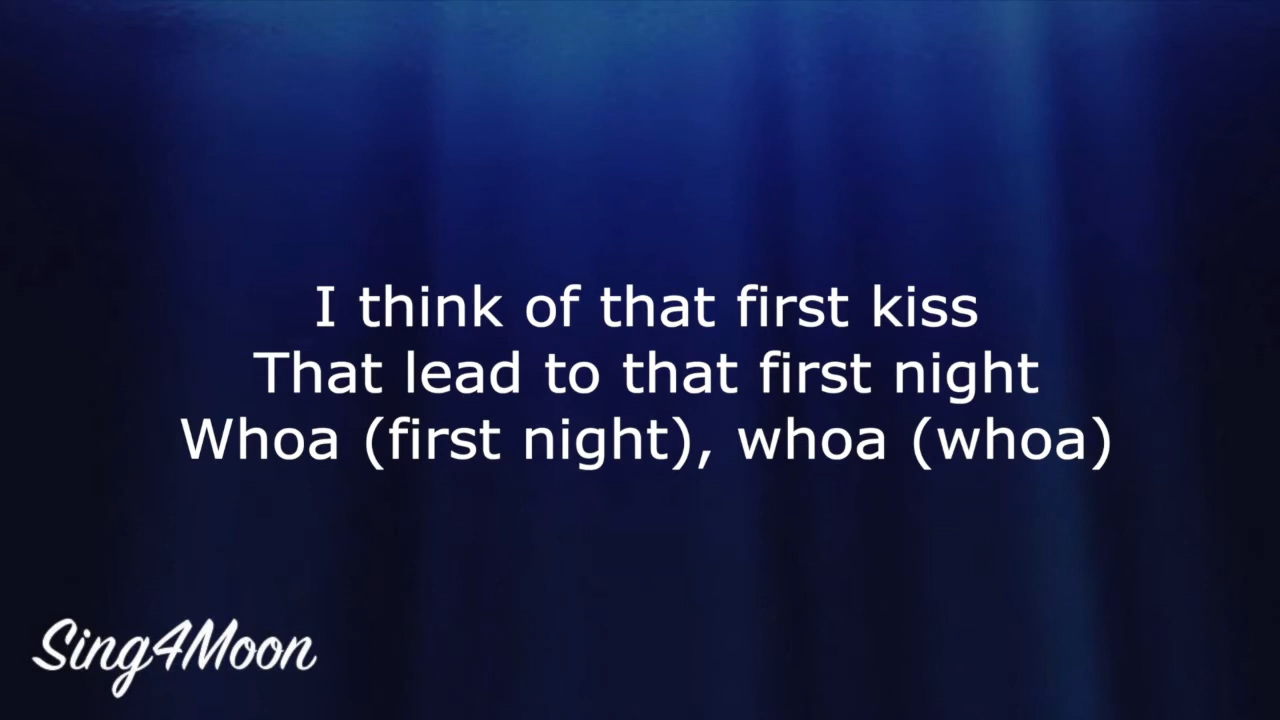 I think of that first kiss
That lead to that first night
Whoa (first night), whoa (whoa)
Sing4Moon